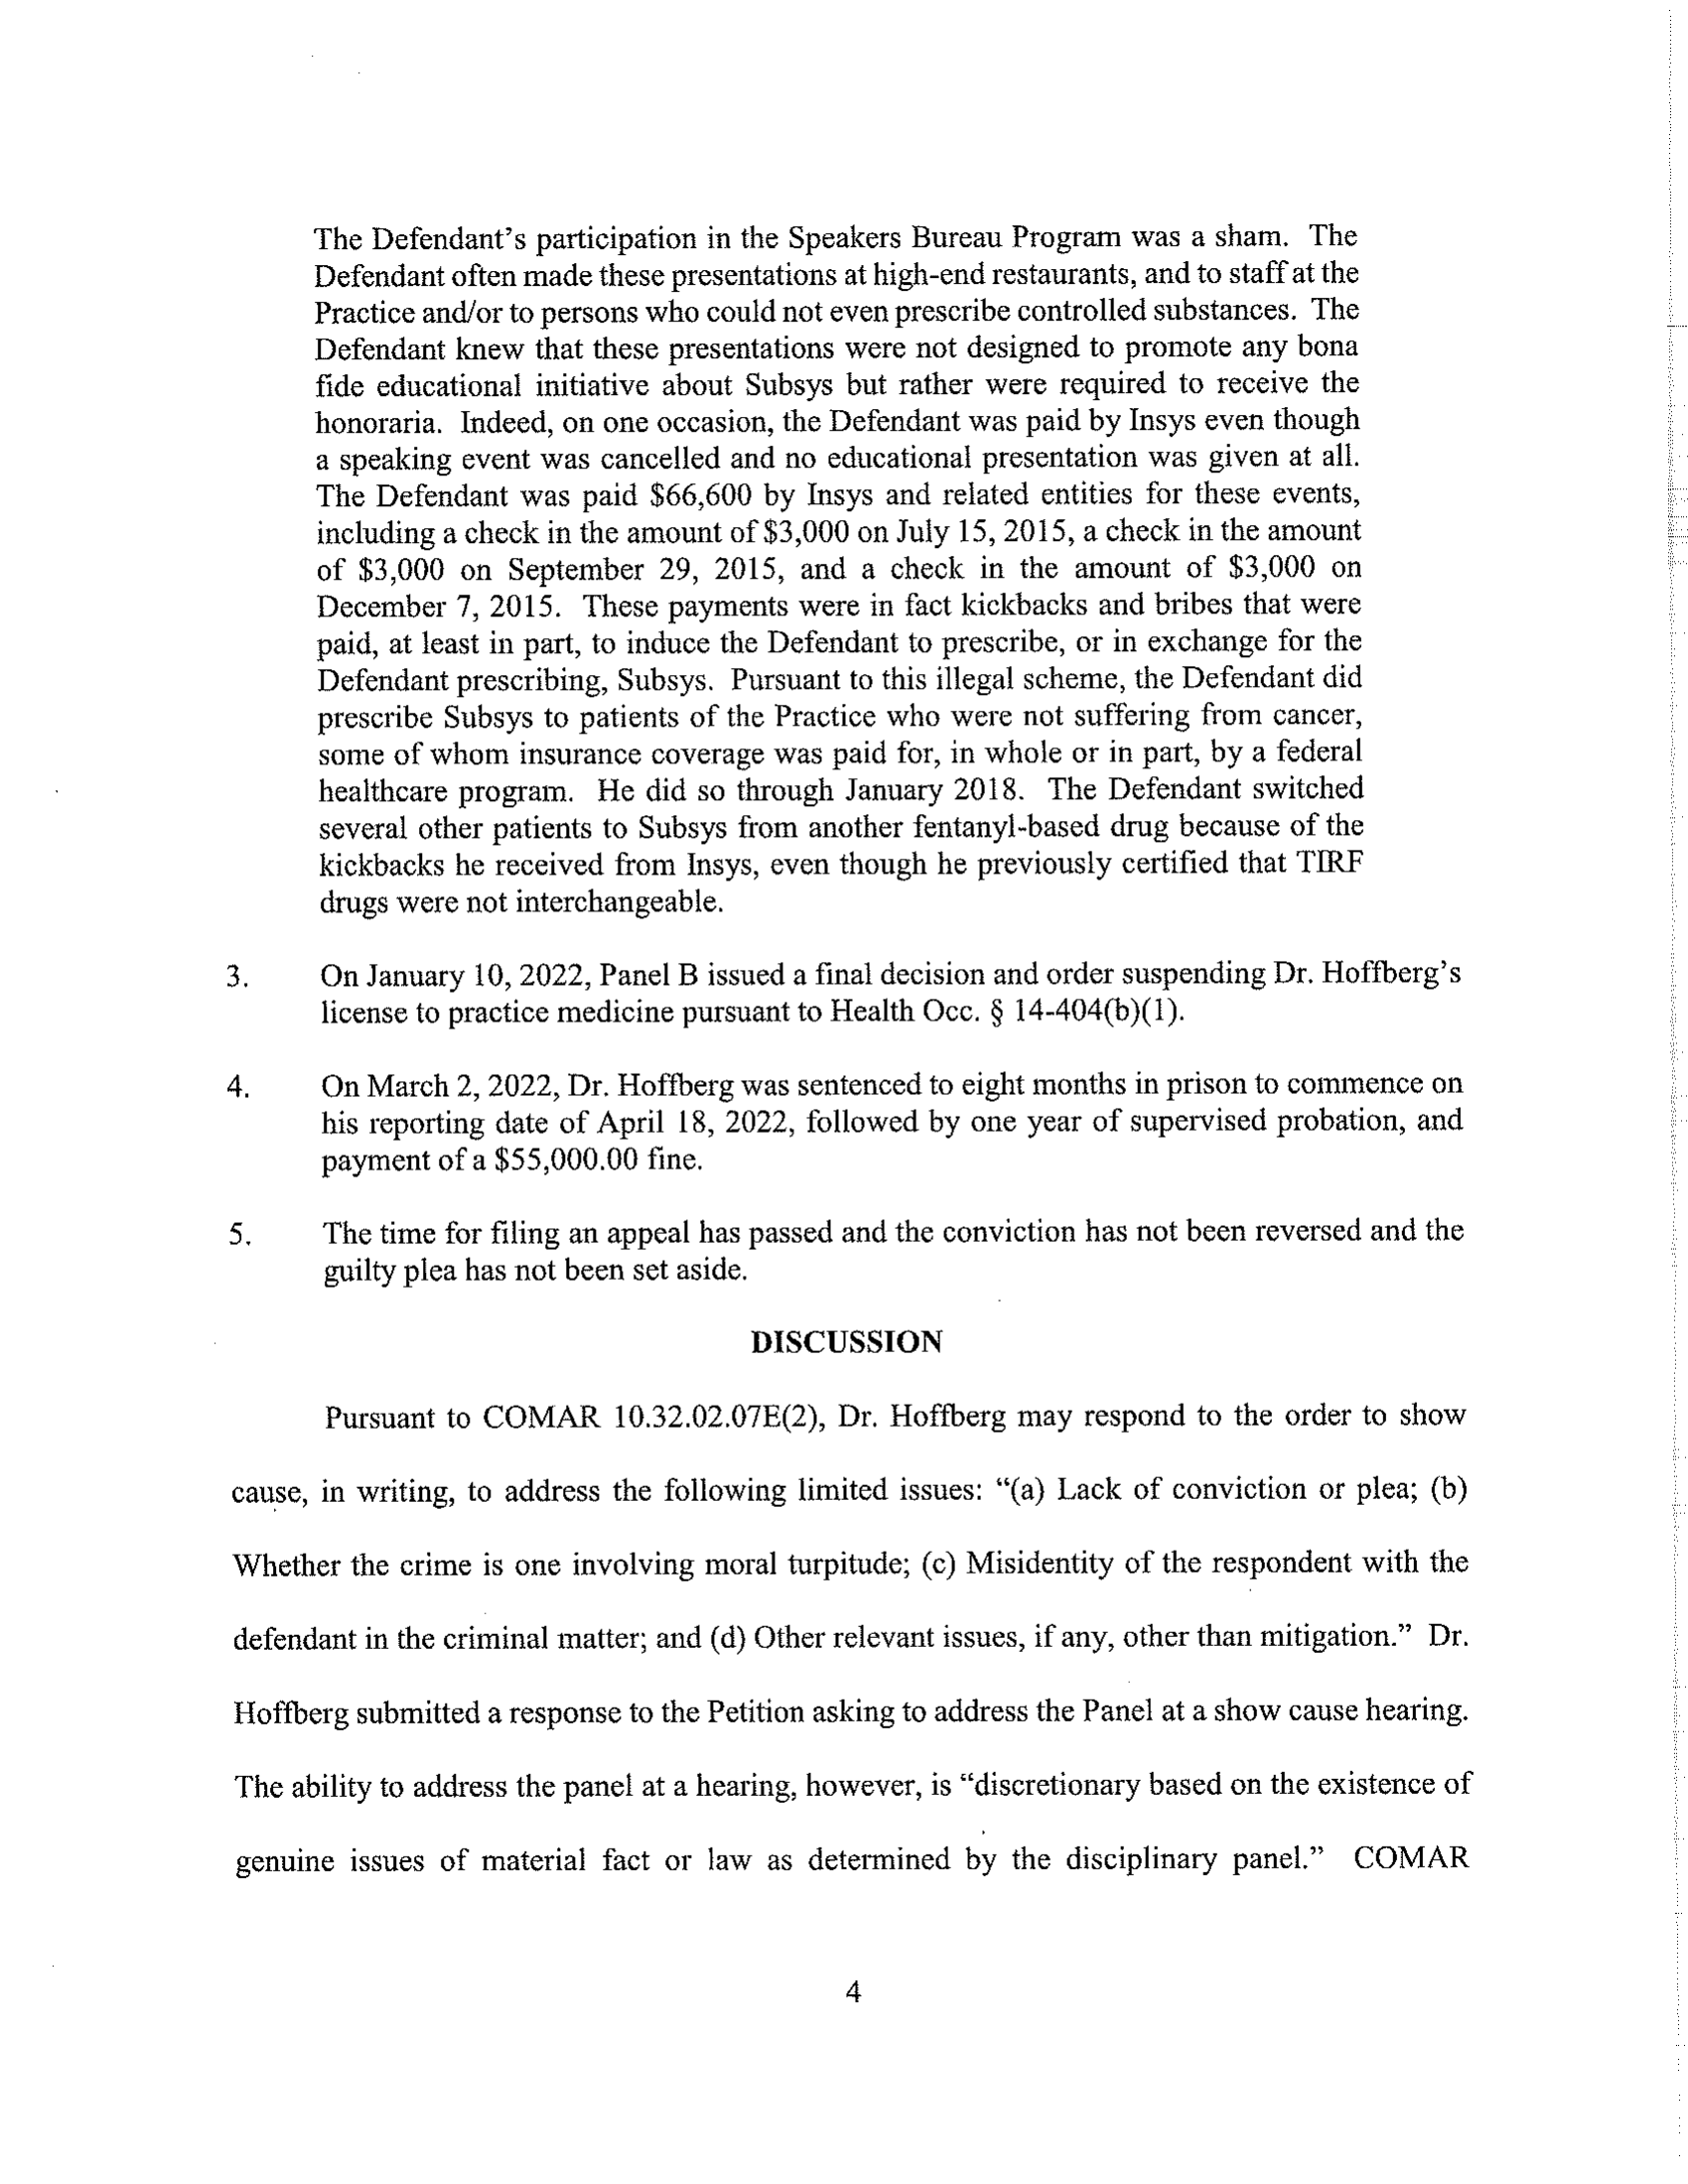 The Defendant's participation in the Speakers Bureau Program was a sham. The
Defendant often made these presentations at high-end restaurants, and to staff at the
Practice and/or to persons who could not even prescribe controlled substances. The
Defendant knew that these presentations were not designed to promote any bona
fide educational initiative about Subsys but rather were required to receive the
honoraria. Indeed, on one occasion, the Defendant was paid by Insys even though
a speaking event was cancelled and no educational presentation was given at all.
The Defendant was paid $66,600 by Insys and related entities for these events,
including a check in the amount of $3,000 on July 15, 2015, a check in the amount
of $3,000 on September 29, 2015, and a check in the amount of $3,000 on
December 7, 2015. These payments were in fact kickbacks and bribes that were
paid, at least in part, to induce the Defendant to prescribe, or in exchange for the
Defendant prescribing, Subsys. Pursuant to this illegal scheme, the Defendant did
prescribe Subsys to patients of the Practice who were not suffering from cancer,
some of whom insurance coverage was paid for, in whole or in part, by a federal
healthcare program. He did so through January 2018. The Defendant switched
several other patients to Subsys from another fentanyl-based drug because of the
kickbacks he received from Insys, even though he previously certified that TIRF
drugs were not interchangeable.
3. On January 10, 2022, Panel B issued a final decision and order suspending Dr. Hoffberg's
license to practice medicine pursuant to Health Occ. § 14-404(b)(1).
4. On March 2, 2022, Dr. Hoffberg was sentenced to eight months in prison to commence on
his reporting date of April 18, 2022, followed by one year of supervised probation, and
payment of a $55,000.00 fine.
5. The time for filing an appeal has passed and the conviction has not been reversed and the
guilty plea has not been set aside.
DISCUSSION
Pursuant to COMAR 10.32.02.07E(2), Dr. Hoffberg may respond to the order to show
cause, in writing, to address the following limited issues: "(a) Lack of conviction or plea; (b)
Whether the crime is one involving moral turpitude; (c) Misidentity of the respondent with the
defendant in the criminal matter; and (d) Other relevant issues, if any, other than mitigation." Dr.
Hoffberg submitted a response to the Petition asking to address the Panel at a show cause hearing.
The ability to address the panel at a hearing, however, is "discretionary based on the existence of
genuine issues of material fact or law as determined by the disciplinary panel." COMAR
4